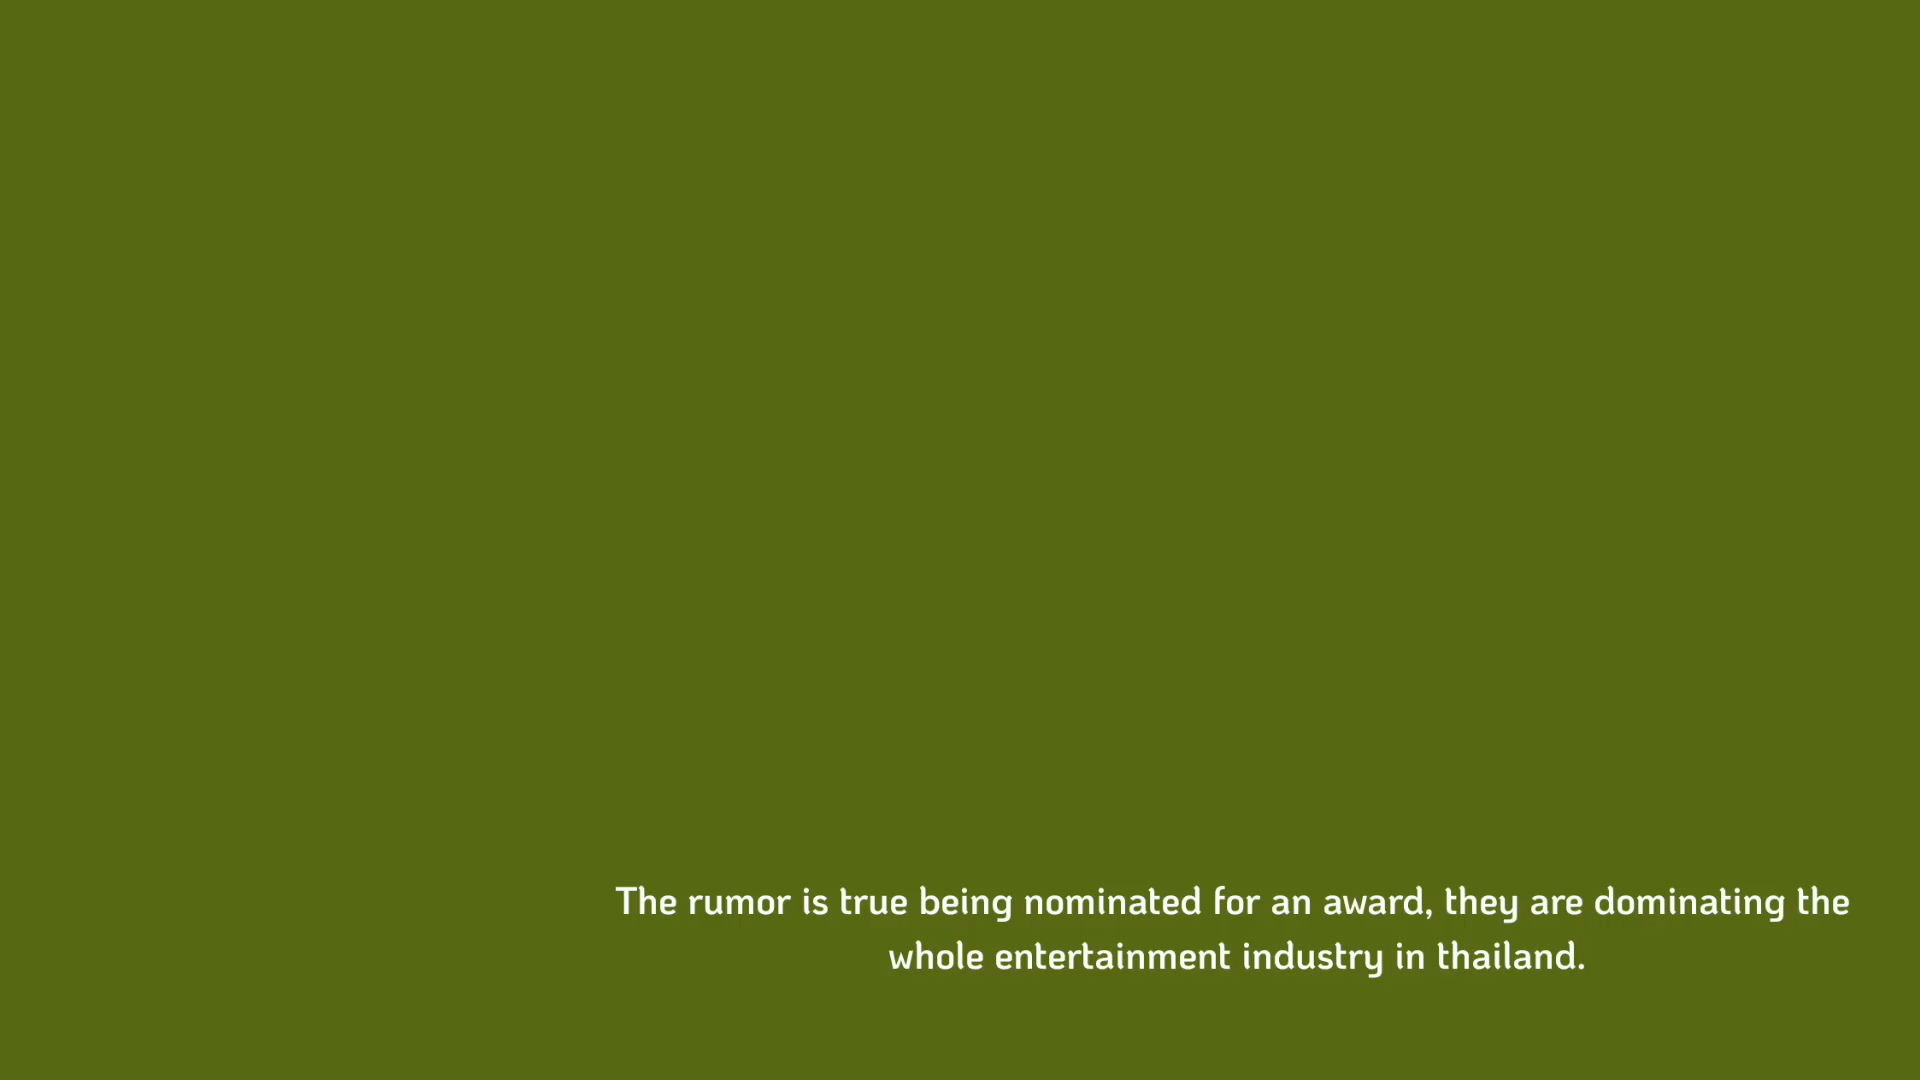 The rumor is true being nominated for an award, they are dominating the
whole entertainment industry in thailand.